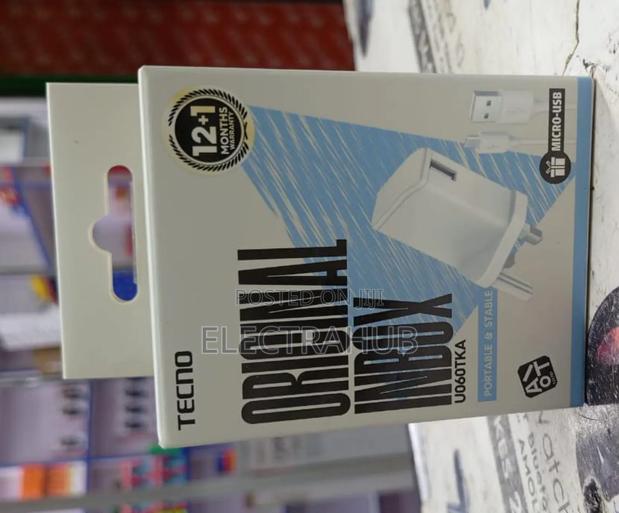 TECNO
12+1
MONTHS
WARRANTY
ORIGINAL
INBOX
U060TKA
PORTABLE & STABLE
MICRO-USB
POSTED ON JIJI
ELECTRAHUB